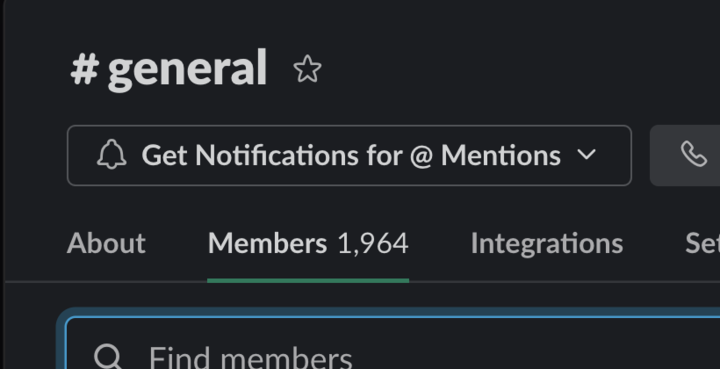 # general
Get Notifications for @ Mentions
About Members 1,964 Integrations
Find members